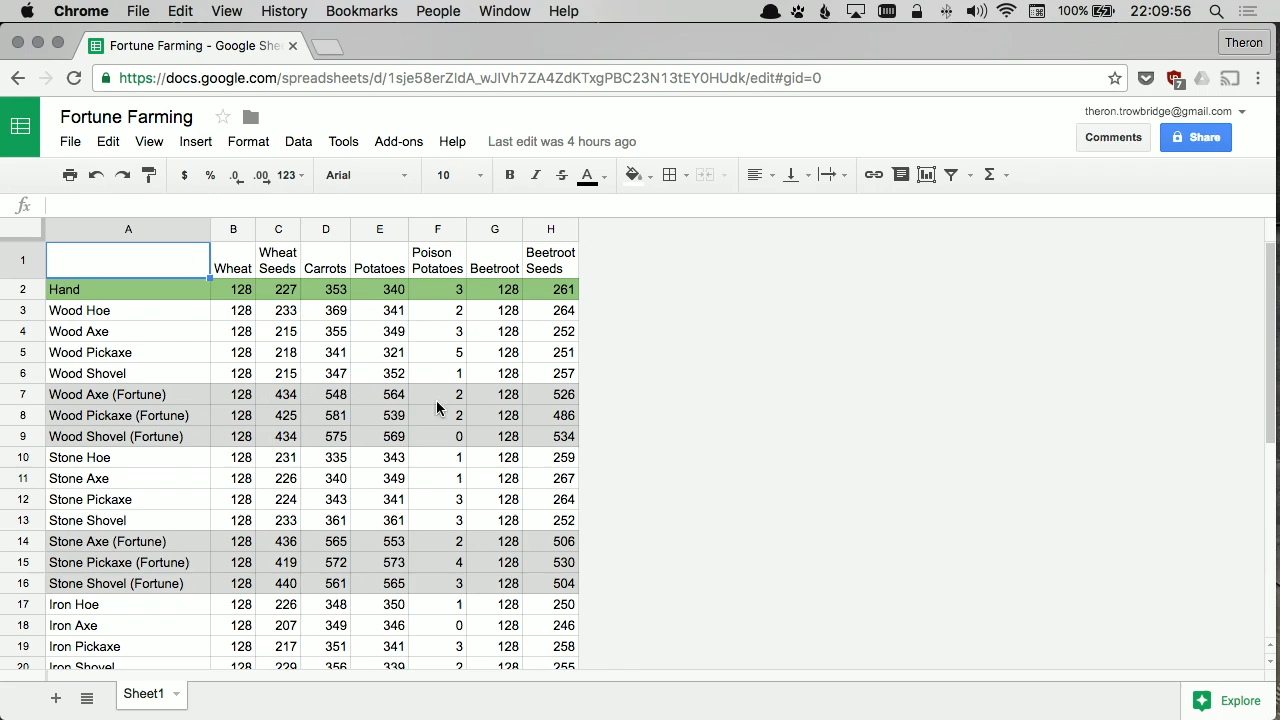 Chrome File Edit View History Bookmarks People Window Help 100% 22:09:56
Fortune Farming - Google She
Theron
https://docs.google.com/spreadsheets/d/1sje58erZIdA_wJIVh7ZA4ZdKTxgPBC23N13tEY0HUdk/edit#gid=0
7
Fortune Farming
theron.trowbridge@gmail.com
File Edit View Insert Format Data Tools Add-ons Help Last edit was 4 hours ago
Comments Share
$ % .0 .00 123 Arial 10 B I S A Σ
fx
A B C D E F G H
1 Wheat Wheat Seeds Carrots Potatoes Poison Potatoes Beetroot Beetroot Seeds
2 Hand 128 227 353 340 3 128 261
3 Wood Hoe 128 233 369 341 2 128 264
4 Wood Axe 128 215 355 349 3 128 252
5 Wood Pickaxe 128 218 341 321 5 128 251
6 Wood Shovel 128 215 347 352 1 128 257
7 Wood Axe (Fortune) 128 434 548 564 2 128 526
8 Wood Pickaxe (Fortune) 128 425 581 539 2 128 486
9 Wood Shovel (Fortune) 128 434 575 569 0 128 534
10 Stone Hoe 128 231 335 343 1 128 259
11 Stone Axe 128 226 340 349 1 128 267
12 Stone Pickaxe 128 224 343 341 3 128 264
13 Stone Shovel 128 233 361 361 3 128 252
14 Stone Axe (Fortune) 128 436 565 553 2 128 506
15 Stone Pickaxe (Fortune) 128 419 572 573 4 128 530
16 Stone Shovel (Fortune) 128 440 561 565 3 128 504
17 Iron Hoe 128 226 348 350 1 128 250
18 Iron Axe 128 207 349 346 0 128 246
19 Iron Pickaxe 128 217 351 341 3 128 258
20 Iron Shovel 128 229 356 339 2 128 255
+ Sheet1 Explore